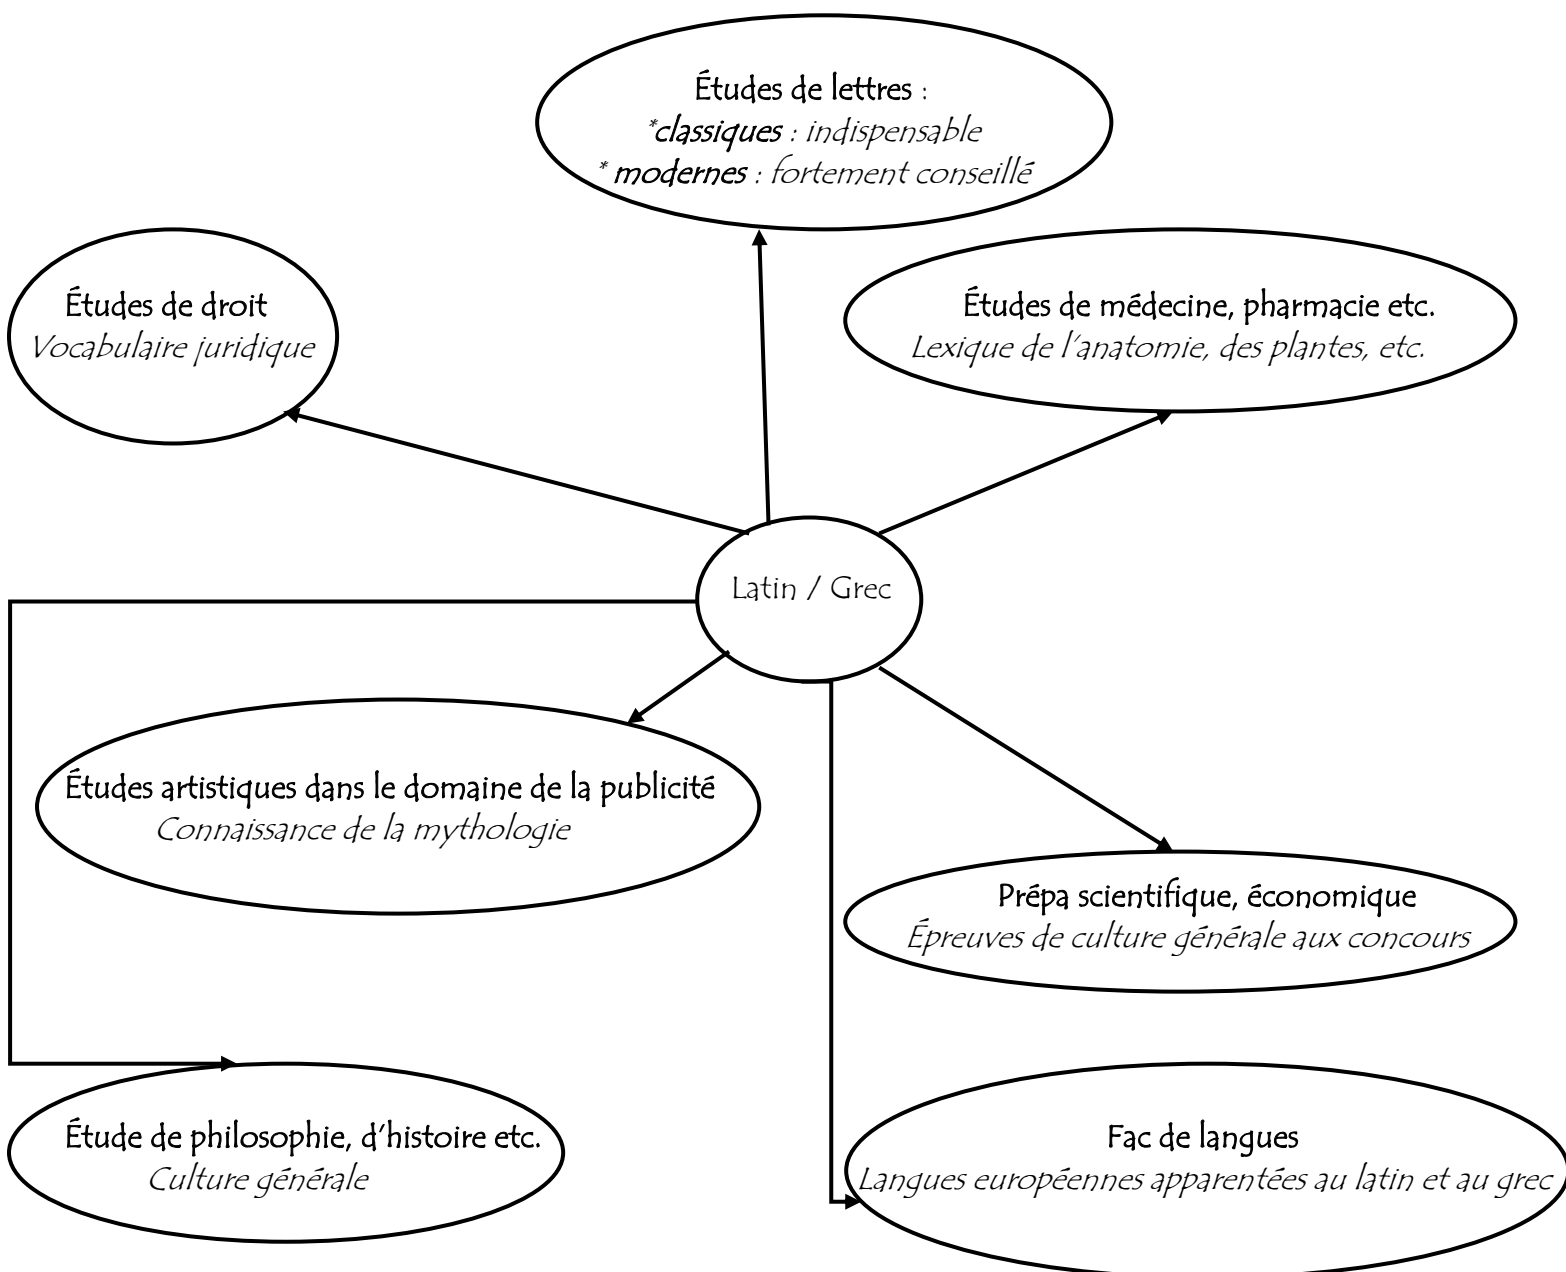 Études de lettres :
*classiques : indispensable
* modernes : fortement conseillé
Études de droit
Vocabulaire juridique
Études de médecine, pharmacie etc.
Lexique de l'anatomie, des plantes, etc.
Latin / Grec
Études artistiques dans le domaine de la publicité
Connaissance de la mythologie
Prépa scientifique, économique
Épreuves de culture générale aux concours
Étude de philosophie, d'histoire etc.
Culture générale
Fac de langues
Langues européennes apparentées au latin et au grec